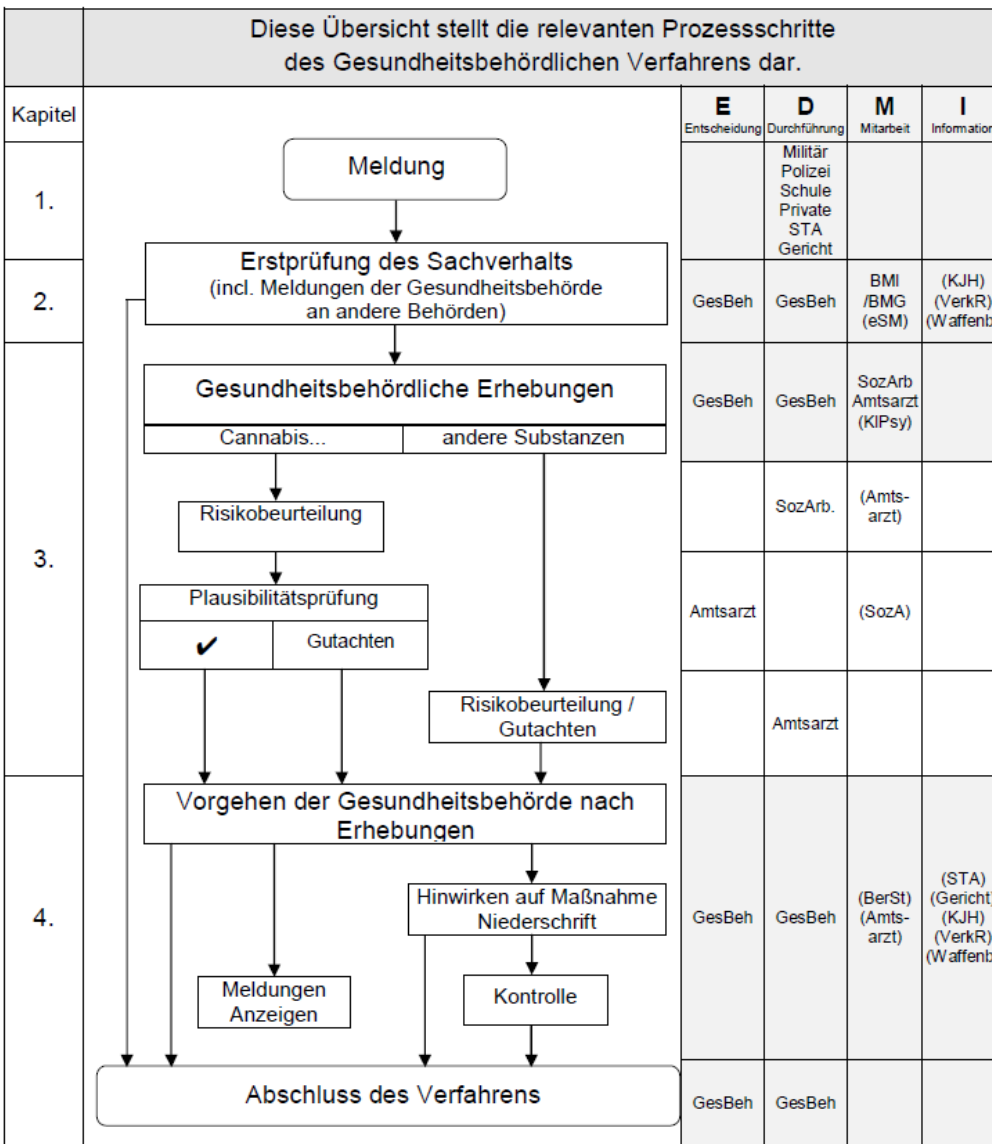 Diese Übersicht stellt die relevanten Prozessschritte
des Gesundheitsbehördlichen Verfahrens dar.
Kapitel
E
Entscheidung
D
Durchführung
M
Mitarbeit
I
Information
1.
Meldung
Militär
Polizei
Schule
Private
STA
Gericht
2.
Erstprüfung des Sachverhalts
(incl. Meldungen der Gesundheitsbehörde
an andere Behörden)
GesBeh
GesBeh
BMI
/BMG
(eSM)
(KJH)
(VerkR)
(Waffenb
3.
Gesundheitsbehördliche Erhebungen
Cannabis...
andere Substanzen
GesBeh
GesBeh
SozArb
Amtsarzt
(KlPsy)
Risikobeurteilung
SozArb.
(Amts-
arzt)
Plausibilitätsprüfung
✔
Gutachten
Amtsarzt
(SozA)
Risikobeurteilung /
Gutachten
Amtsarzt
4.
Vorgehen der Gesundheitsbehörde nach
Erhebungen
Hinwirken auf Maßnahme
Niederschrift
Meldungen
Anzeigen
Kontrolle
GesBeh
GesBeh
(BerSt)
(Amts-
arzt)
(STA)
(Gericht)
(KJH)
(VerkR)
(Waffenb
Abschluss des Verfahrens
GesBeh
GesBeh